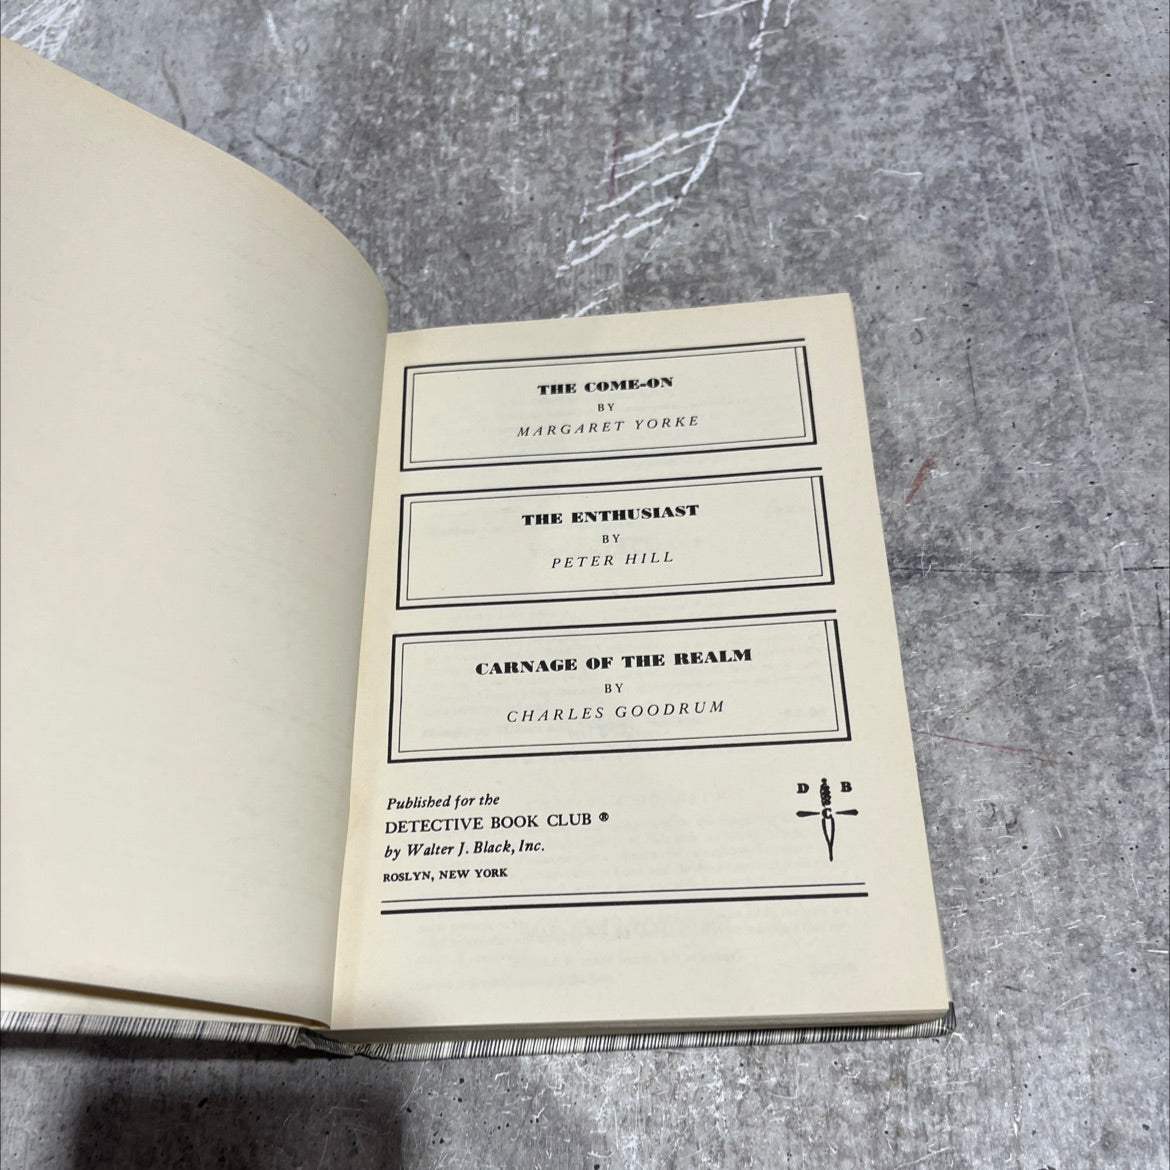 THE COME-ON
BY
MARGARET YORKE
THE ENTHUSIAST
BY
PETER HILL
CARNAGE OF THE REALM
BY
CHARLES GOODRUM
Published for the
DETECTIVE BOOK CLUB ®
by Walter J. Black, Inc.
ROSLYN, NEW YORK
D B
C